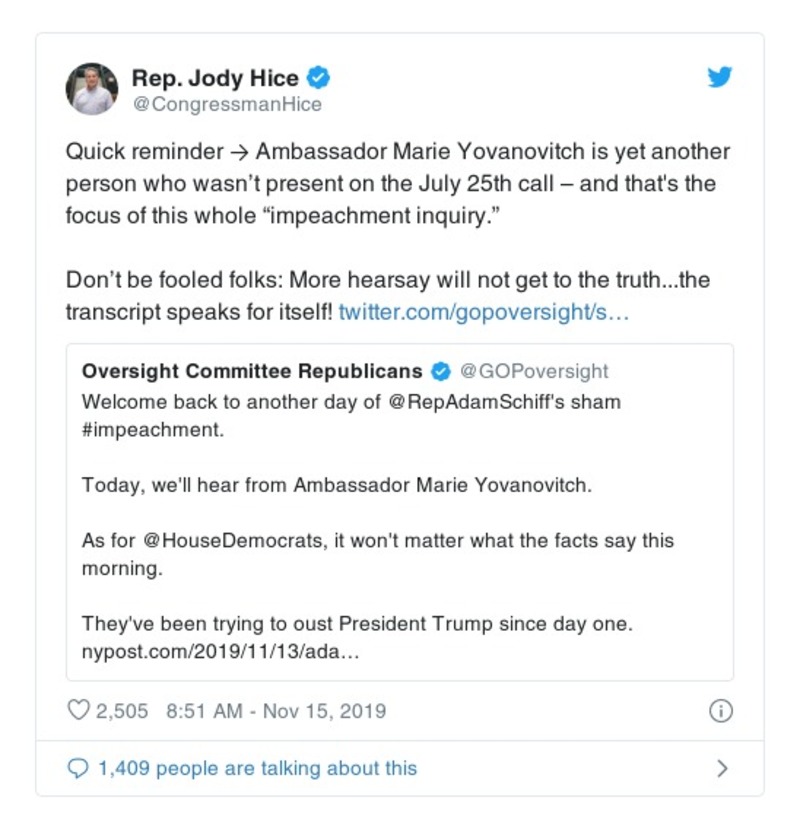 Rep. Jody Hice
@CongressmanHice
Quick reminder → Ambassador Marie Yovanovitch is yet another
person who wasn’t present on the July 25th call – and that's the
focus of this whole “impeachment inquiry.”
Don’t be fooled folks: More hearsay will not get to the truth...the
transcript speaks for itself! twitter.com/gopoversight/s…
Oversight Committee Republicans @GOPoversight
Welcome back to another day of @RepAdamSchiff's sham
#impeachment.
Today, we'll hear from Ambassador Marie Yovanovitch.
As for @HouseDemocrats, it won't matter what the facts say this
morning.
They've been trying to oust President Trump since day one.
nypost.com/2019/11/13/ada…
2,505 8:51 AM - Nov 15, 2019
1,409 people are talking about this